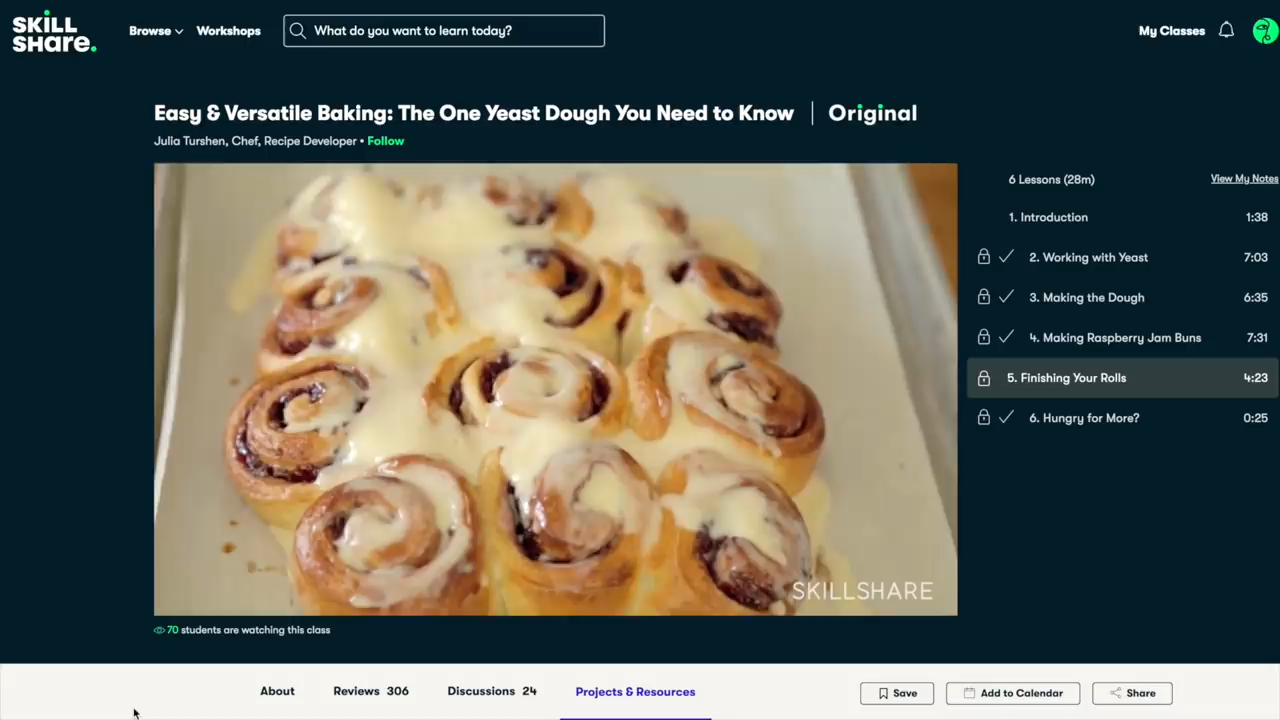 SKILL
SHare.
Browse
Workshops
What do you want to learn today?
My Classes
Easy & Versatile Baking: The One Yeast Dough You Need to Know | Original
Julia Turshen, Chef, Recipe Developer • Follow
6 Lessons (28m)
View My Notes
1. Introduction 1:38
2. Working with Yeast 7:03
3. Making the Dough 6:35
4. Making Raspberry Jam Buns 7:31
5. Finishing Your Rolls 4:23
6. Hungry for More? 0:25
SKILLSHARE
70 students are watching this class
About
Reviews 306
Discussions 24
Projects & Resources
Save
Add to Calendar
Share